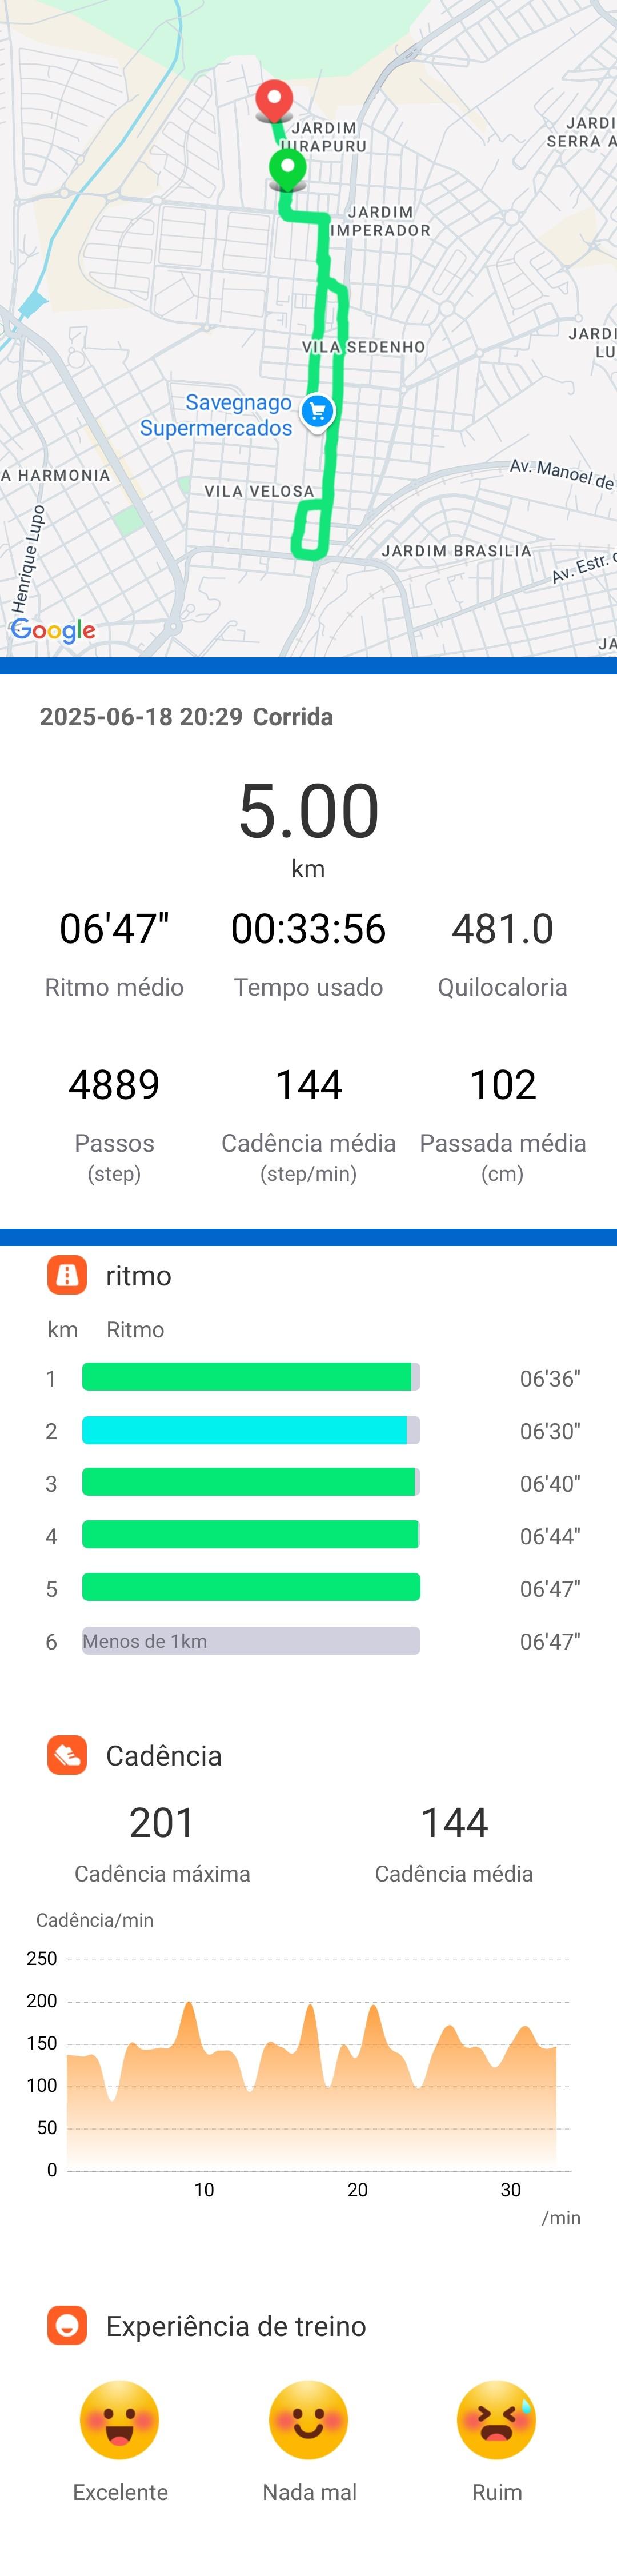 JARDIM
UIRAPURU
JARDI
SERRA A
JARDIM
IMPERADOR
JARDI
LU
VILA SEDENHO
Savegnago
Supermercados
A HARMONIA
VILA VELOSA
Av. Manoel de
Henrique Lupo
JARDIM BRASILIA
Av. Estr. d
Google
JA
2025-06-18 20:29 Corrida
5.00
km
06'47" 00:33:56 481.0
Ritmo médio Tempo usado Quilocaloria
4889 144 102
Passos Cadência média Passada média
(step) (step/min) (cm)
ritmo
km Ritmo
1 06'36"
2 06'30"
3 06'40"
4 06'44"
5 06'47"
6 Menos de 1km 06'47"
Cadência
201 144
Cadência máxima Cadência média
Cadência/min
250
200
150
100
50
0
10 20 30
/min
Experiência de treino
Excelente Nada mal Ruim